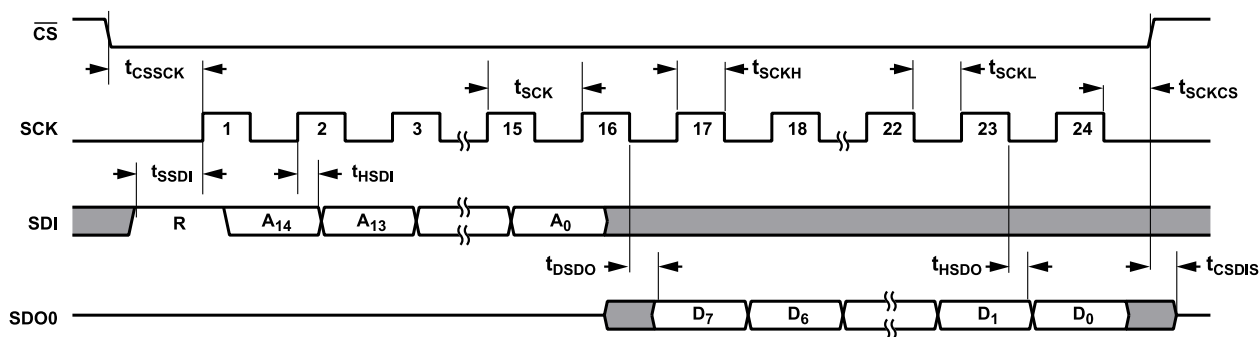 CS
tCSSCK tSCK tSCKH tSCKL tSCKCS
SCK 1 2 3 15 16 17 18 22 23 24
tSSDI tHSDI
SDI R A14 A13 A0
tDSDO tHSDO tCSDIS
SDO0 D7 D6 D1 D0